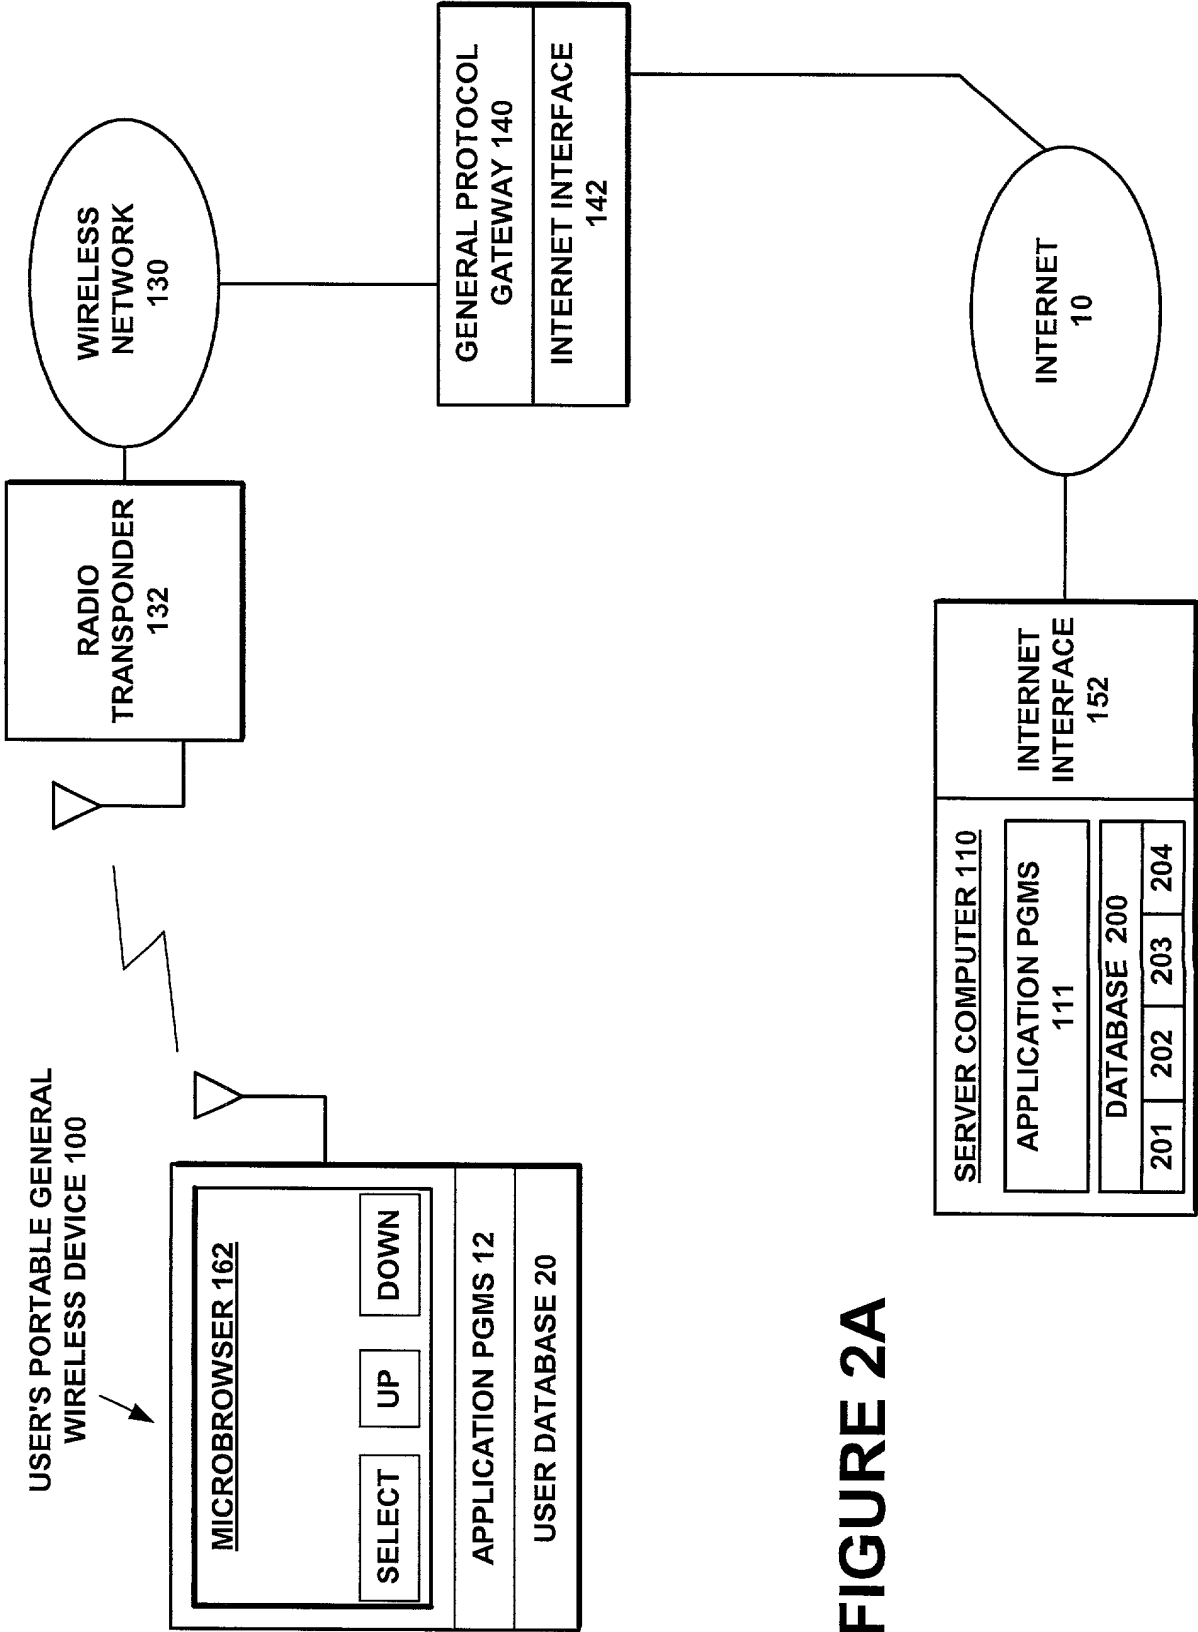 USER'S PORTABLE GENERAL
WIRELESS DEVICE 100
MICROBROWSER 162
SELECT
UP
DOWN
APPLICATION PGMS 12
USER DATABASE 20
RADIO
TRANSPONDER
132
WIRELESS
NETWORK
130
GENERAL PROTOCOL
GATEWAY 140
INTERNET INTERFACE
142
INTERNET
10
SERVER COMPUTER 110
APPLICATION PGMS
111
DATABASE 200
201 202 203 204
INTERNET
INTERFACE
152
FIGURE 2A